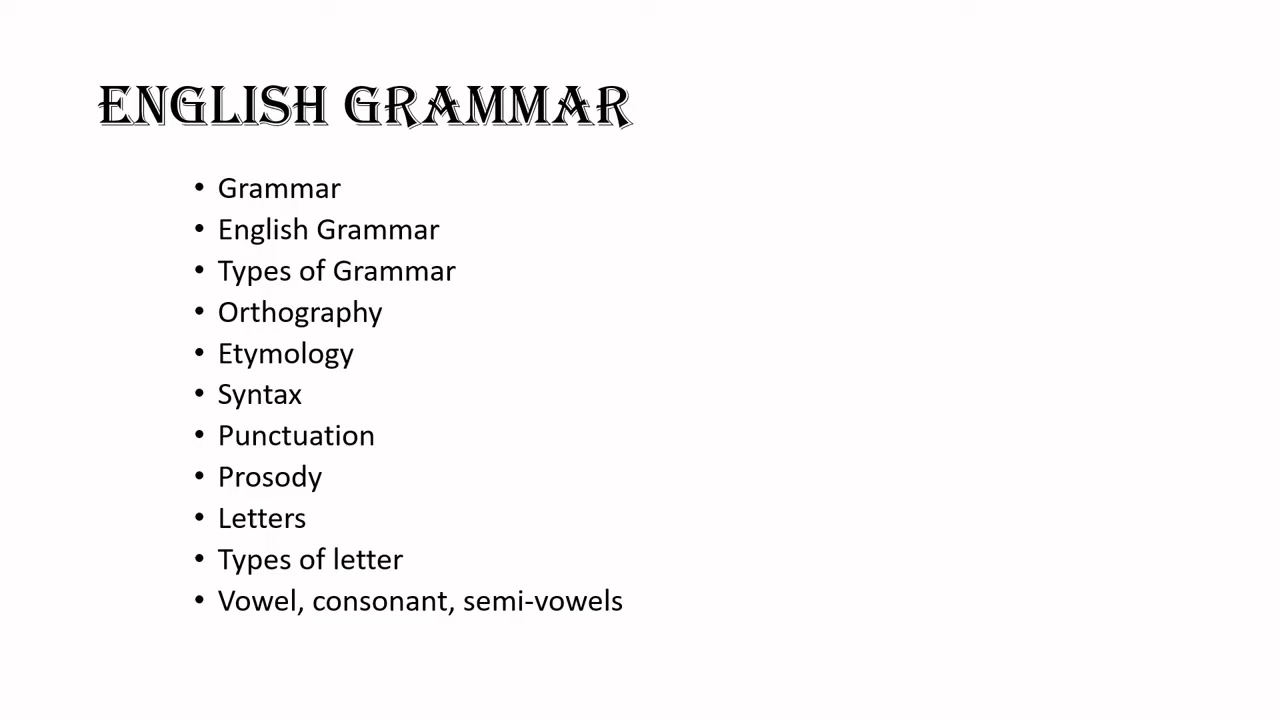 ENGLISH GRAMMAR
• Grammar
• English Grammar
• Types of Grammar
• Orthography
• Etymology
• Syntax
• Punctuation
• Prosody
• Letters
• Types of letter
• Vowel, consonant, semi-vowels